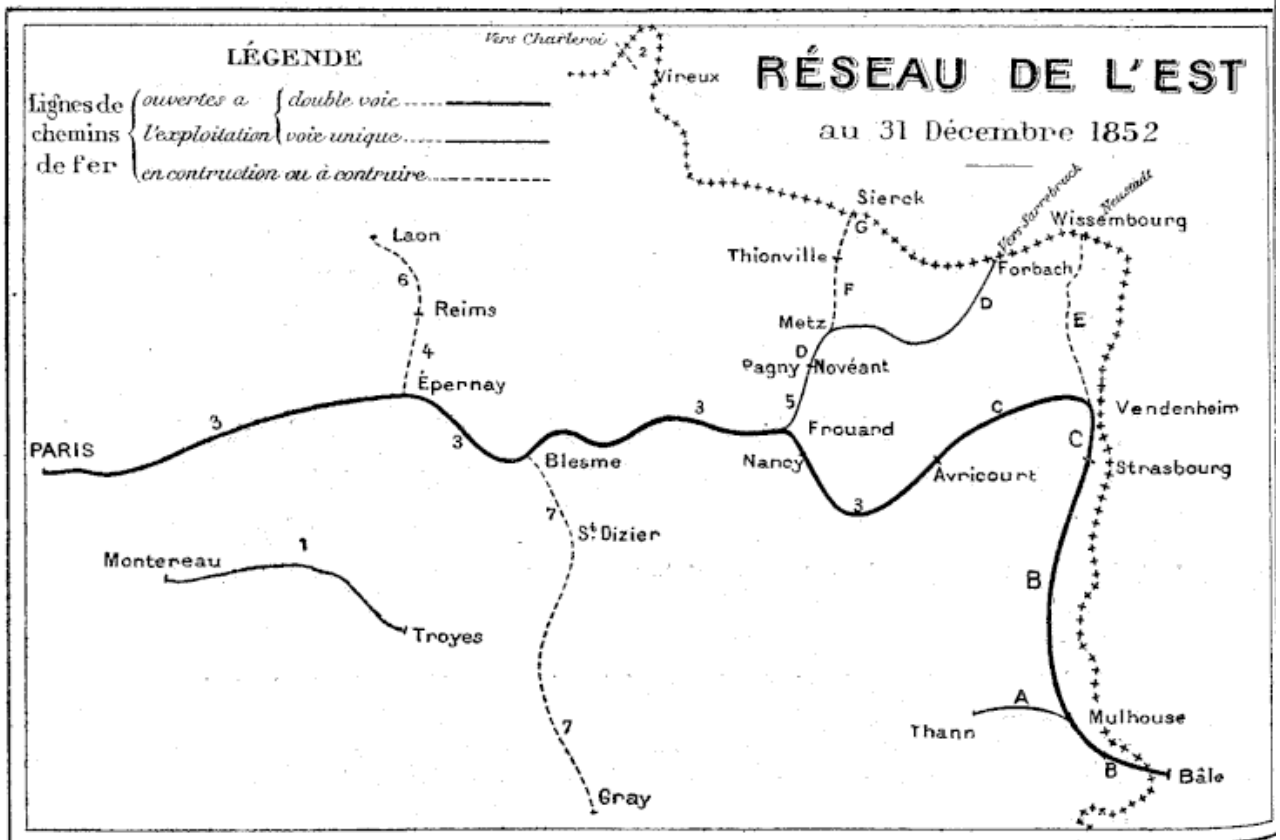 LÉGENDE
Lignes de chemins de fer
ouvertes a l'exploitation
double voie
voie unique
en contruction ou à contruire
RÉSEAU DE L'EST
au 31 Décembre 1852
Vers Charleroi
2
Vireux
Sierck
G
Vers Sarrebruck
Neustadt
Wissembourg
Thionville
Forbach
F
D
E
Laon
6
Reims
4
Épernay
Metz
D
Pagny
Novéant
5
3
3
3
C
Vendenheim
PARIS
Blesme
Frouard
Nancy
Avricourt
C
Strasbourg
3
7
St Dizier
Montereau
1
Troyes
B
A
Thann
Mulhouse
7
B
Bâle
Gray